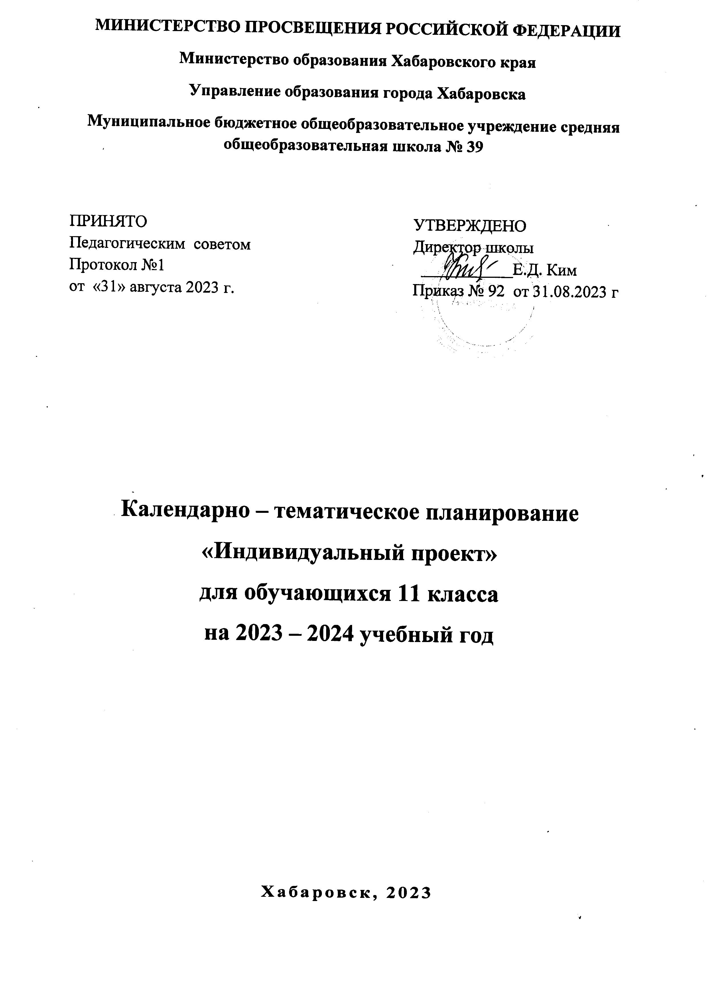 МИНИСТЕРСТВО ПРОСВЕЩЕНИЯ РОССИЙСКОЙ ФЕДЕРАЦИИ
Министерство образования Хабаровского края
Управление образования города Хабаровска
Муниципальное бюджетное общеобразовательное учреждение средняя
общеобразовательная школа № 39
ПРИНЯТО
Педагогическим советом
Протокол №1
от «31» августа 2023 г.
УТВЕРЖДЕНО
Директор школы
Е.Д. Ким
Приказ № 92 от 31.08.2023 г
Календарно – тематическое планирование
«Индивидуальный проект»
для обучающихся 11 класса
на 2023 – 2024 учебный год
Хабаровск, 2023